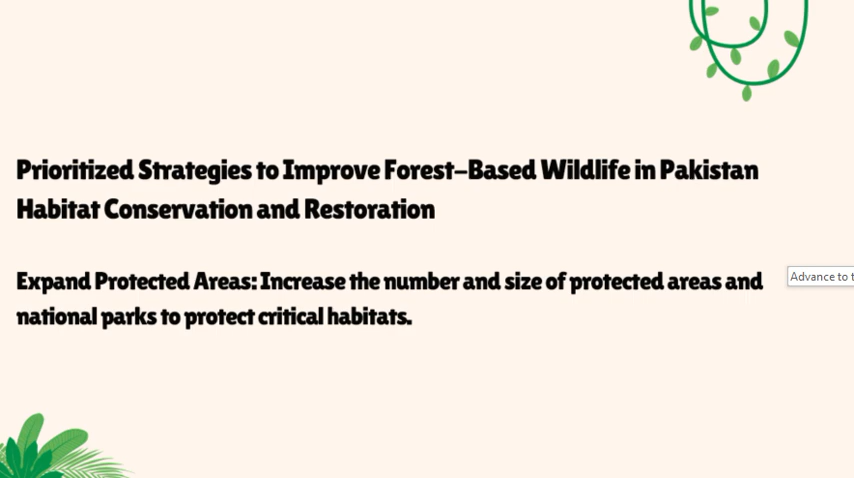 Prioritized Strategies to Improve Forest-Based Wildlife in Pakistan
Habitat Conservation and Restoration
Expand Protected Areas: Increase the number and size of protected areas and
national parks to protect critical habitats.
Advance to t